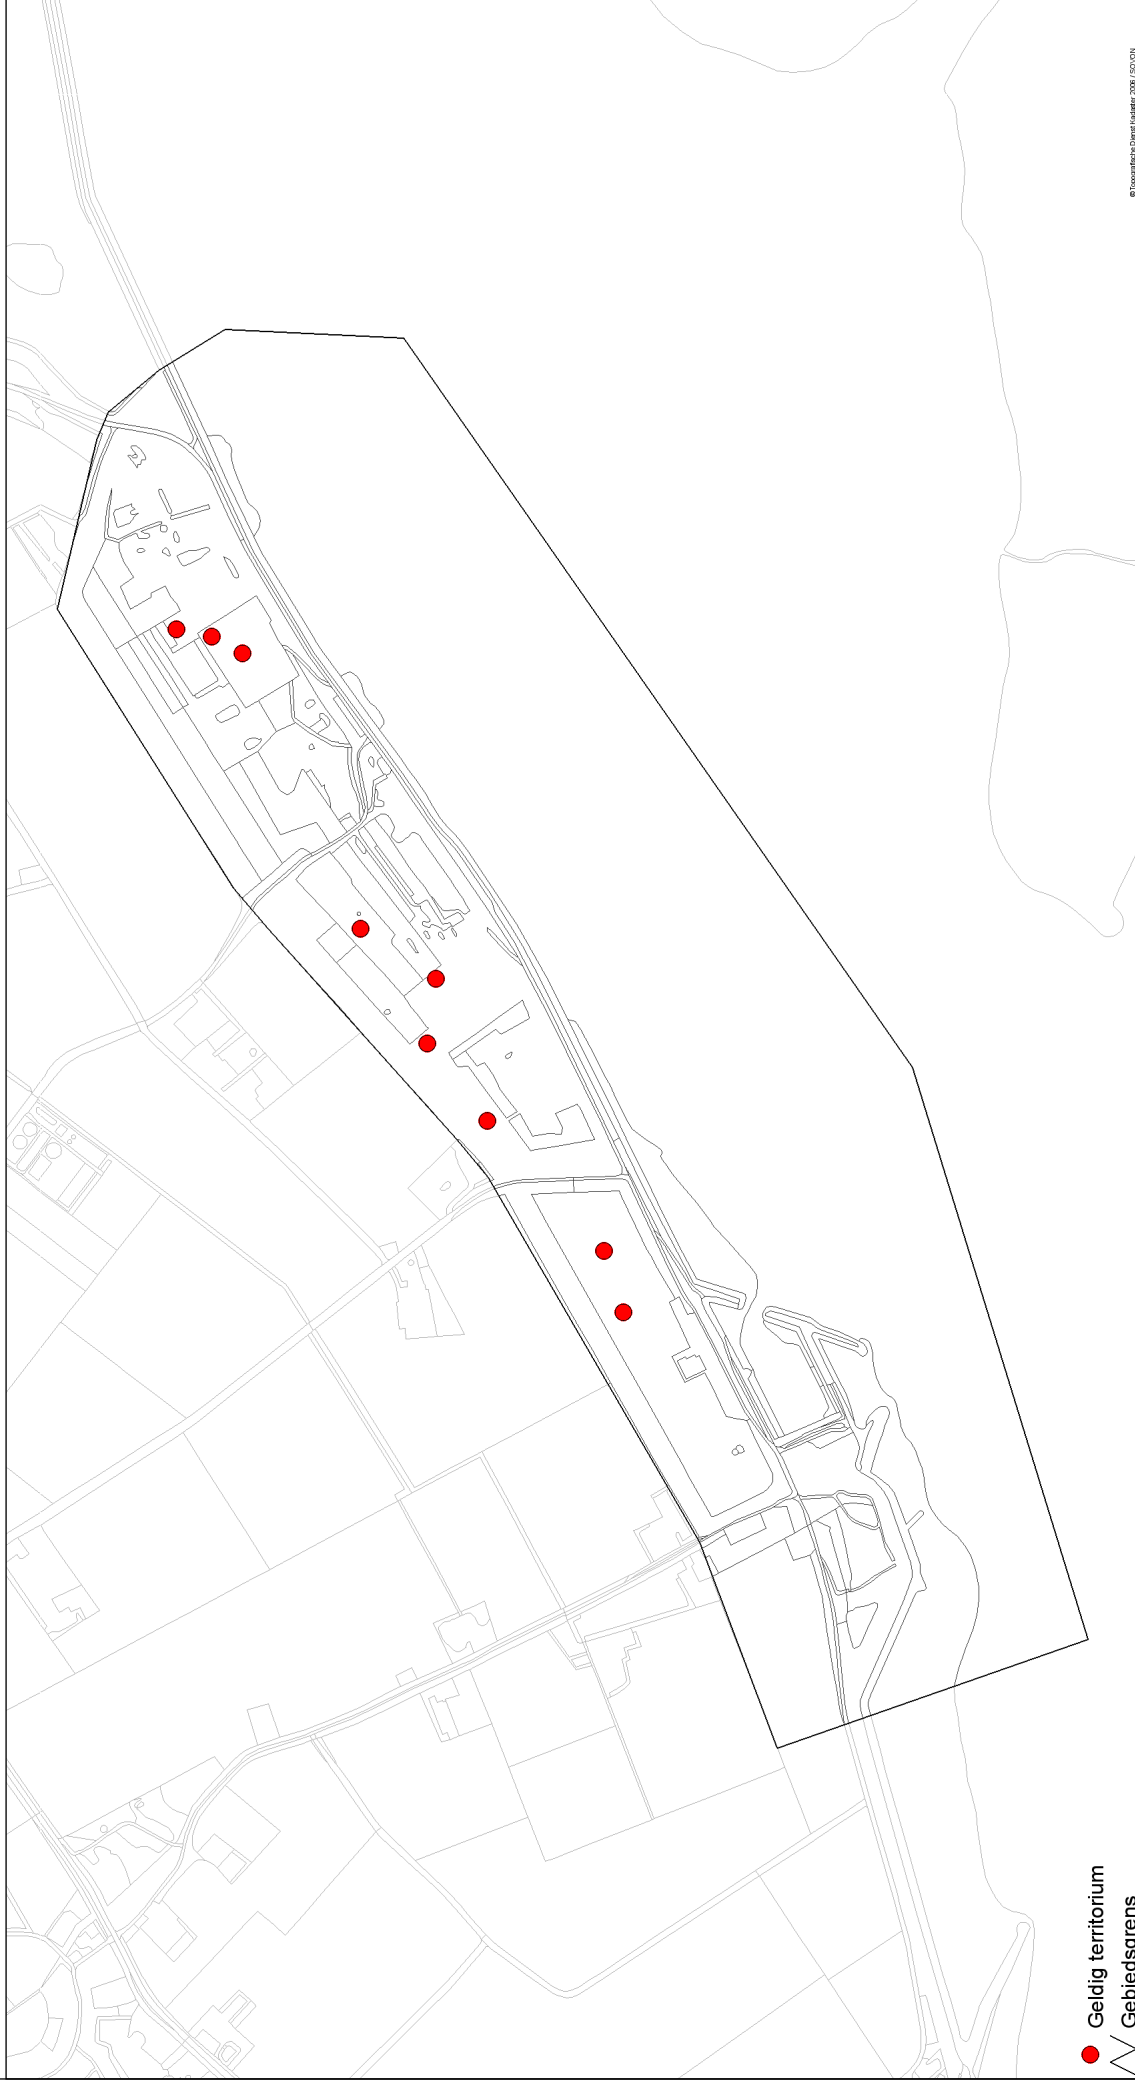 Geldig territorium
Gebiedsgrens
© Topografische Dienst Kadaster 2006 / SOVON